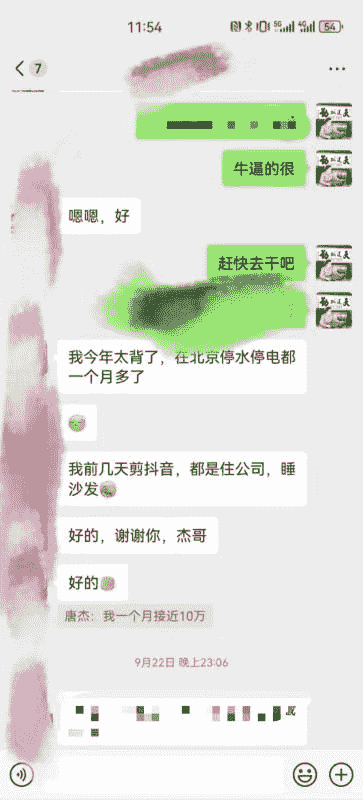 11:54
5G
4G
54
7
牛逼的很
嗯嗯，好
赶快去干吧
我今年太背了，在北京停水停电都
一个月多了
我前几天剪抖音，都是住公司，睡
沙发
好的，谢谢你，杰哥
好的
唐杰：我一个月接近10万
9月22日 晚上23:06